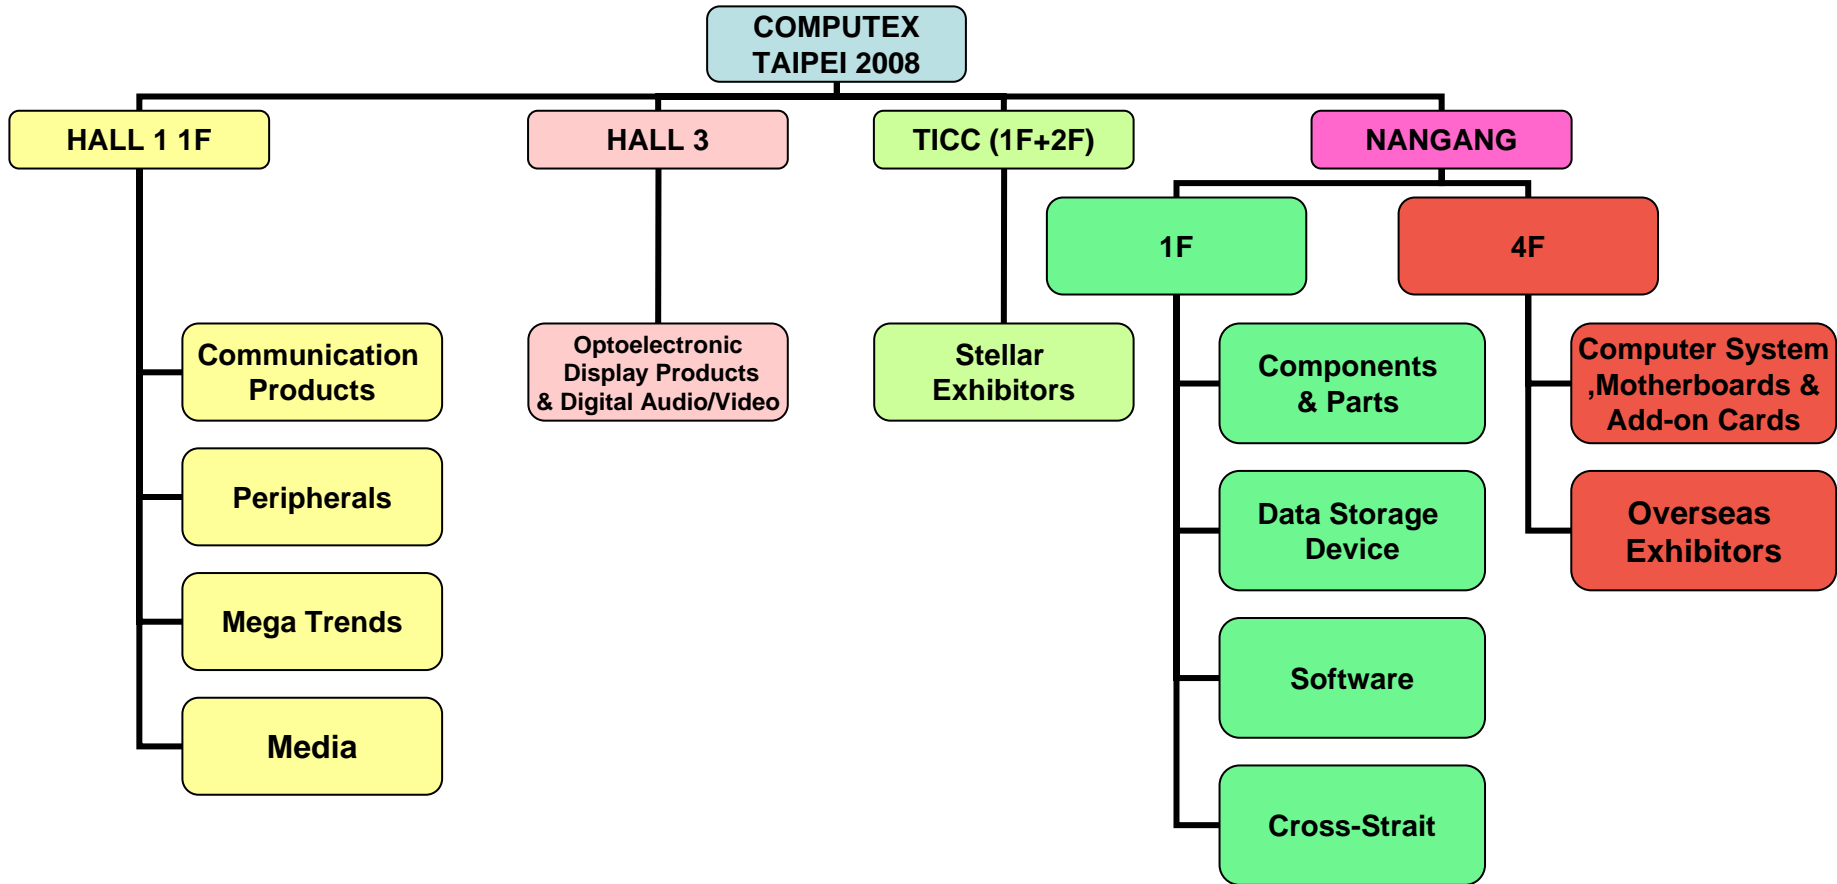 COMPUTEX
TAIPEI 2008
HALL 1 1F
HALL 3
TICC (1F+2F)
NANGANG
1F
4F
Communication
Products
Peripherals
Mega Trends
Media
Optoelectronic
Display Products
& Digital Audio/Video
Stellar
Exhibitors
Components
& Parts
Data Storage
Device
Software
Cross-Strait
Computer System
,Motherboards &
Add-on Cards
Overseas
Exhibitors